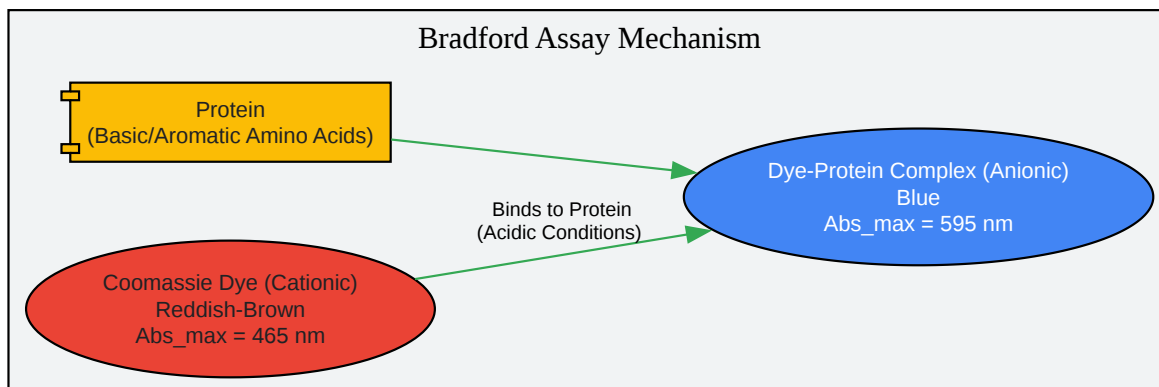 Bradford Assay Mechanism
Protein
(Basic/Aromatic Amino Acids)
Dye-Protein Complex (Anionic)
Blue
Abs_max = 595 nm
Binds to Protein
(Acidic Conditions)
Coomassie Dye (Cationic)
Reddish-Brown
Abs_max = 465 nm